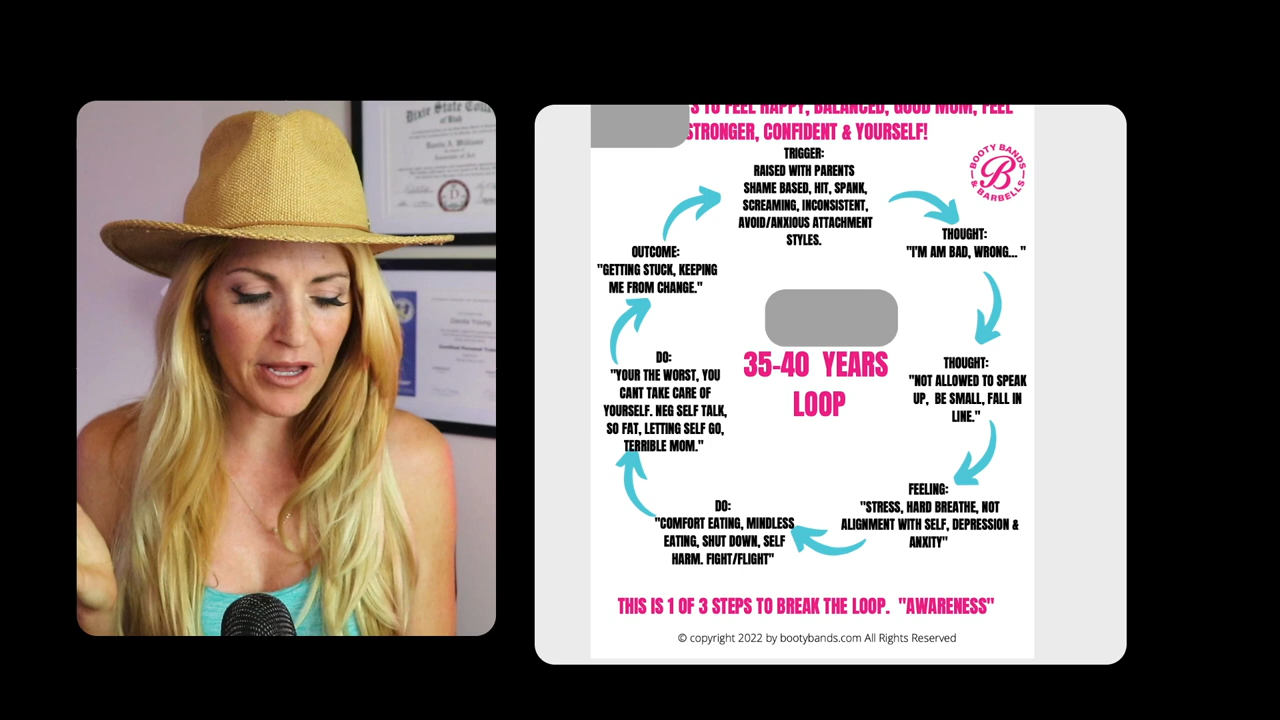 Dixie State Coll
of Utah
S TO FEEL HAPPY, BALANCED, GOOD MOM, FEEL
STRONGER, CONFIDENT & YOURSELF!
TRIGGER:
RAISED WITH PARENTS
SHAME BASED, HIT, SPANK,
SCREAMING, INCONSISTENT,
AVOID/ANXIOUS ATTACHMENT
STYLES.
BOOTY BANDS
B
& BARBELLS
THOUGHT:
"I'M AM BAD, WRONG... "
THOUGHT:
"NOT ALLOWED TO SPEAK
UP, BE SMALL, FALL IN
LINE."
FEELING:
"STRESS, HARD BREATHE, NOT
ALIGNMENT WITH SELF, DEPRESSION &
ANXITY"
DO:
"COMFORT EATING, MINDLESS
EATING, SHUT DOWN, SELF
HARM. FIGHT/FLIGHT"
DO:
"YOUR THE WORST, YOU
CANT TAKE CARE OF
YOURSELF. NEG SELF TALK,
SO FAT, LETTING SELF GO,
TERRIBLE MOM."
OUTCOME:
"GETTING STUCK, KEEPING
ME FROM CHANGE."
35-40 YEARS
LOOP
THIS IS 1 OF 3 STEPS TO BREAK THE LOOP. "AWARENESS"
© copyright 2022 by bootybands.com All Rights Reserved